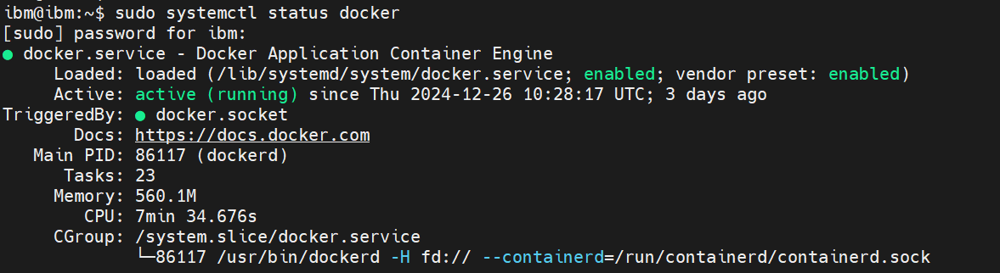 ibm@ibm:~$ sudo systemctl status docker
[sudo] password for ibm:
● docker.service - Docker Application Container Engine
     Loaded: loaded (/lib/systemd/system/docker.service; enabled; vendor preset: enabled)
     Active: active (running) since Thu 2024-12-26 10:28:17 UTC; 3 days ago
TriggeredBy: ● docker.socket
       Docs: https://docs.docker.com
   Main PID: 86117 (dockerd)
      Tasks: 23
     Memory: 560.1M
        CPU: 7min 34.676s
     CGroup: /system.slice/docker.service
             └─86117 /usr/bin/dockerd -H fd:// --containerd=/run/containerd/containerd.sock